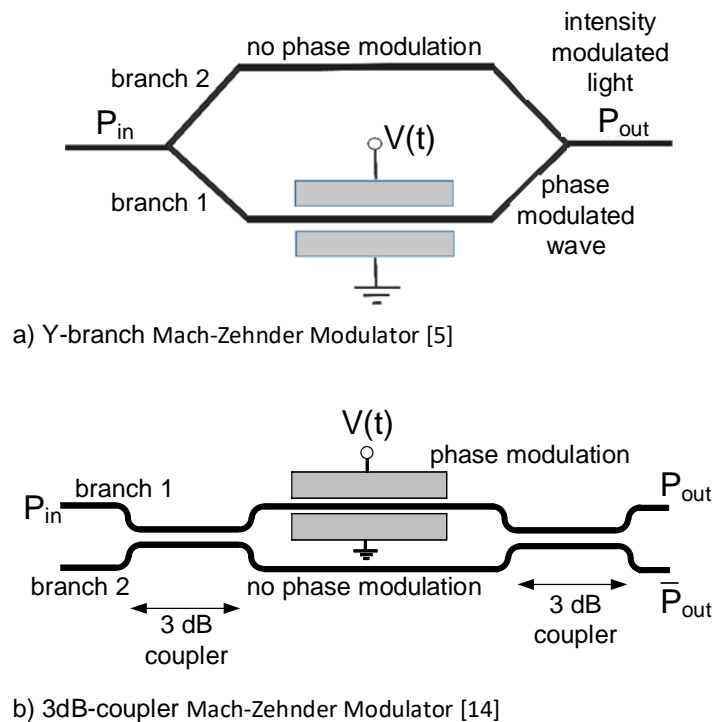 no phase modulation
intensity
modulated
light
branch 2
P_in
V(t)
P_out
branch 1
phase
modulated
wave
a) Y-branch Mach-Zehnder Modulator [5]
V(t)
phase modulation
branch 1
P_in
P_out
branch 2
no phase modulation
P̅_out
3 dB
coupler
3 dB
coupler
b) 3dB-coupler Mach-Zehnder Modulator [14]